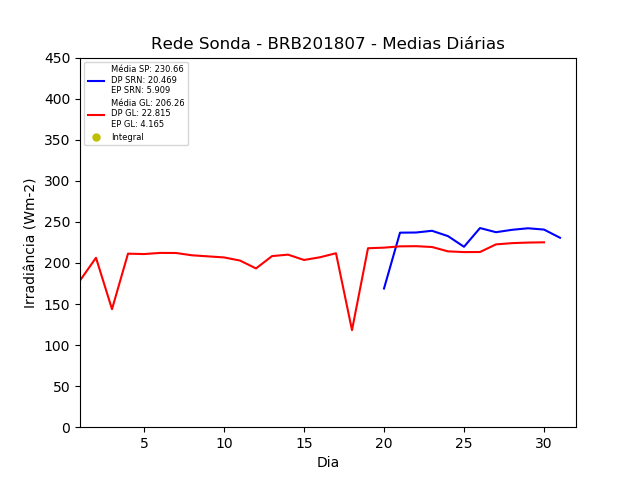 Rede Sonda - BRB201807 - Medias Diárias
450
400
350
300
250
200
150
100
50
0
Irradiância (Wm-2)
Média SP: 230.66
DP SRN: 20.469
EP SRN: 5.909
Média GL: 206.26
DP GL: 22.815
EP GL: 4.165
Integral
5
10
15
20
25
30
Dia